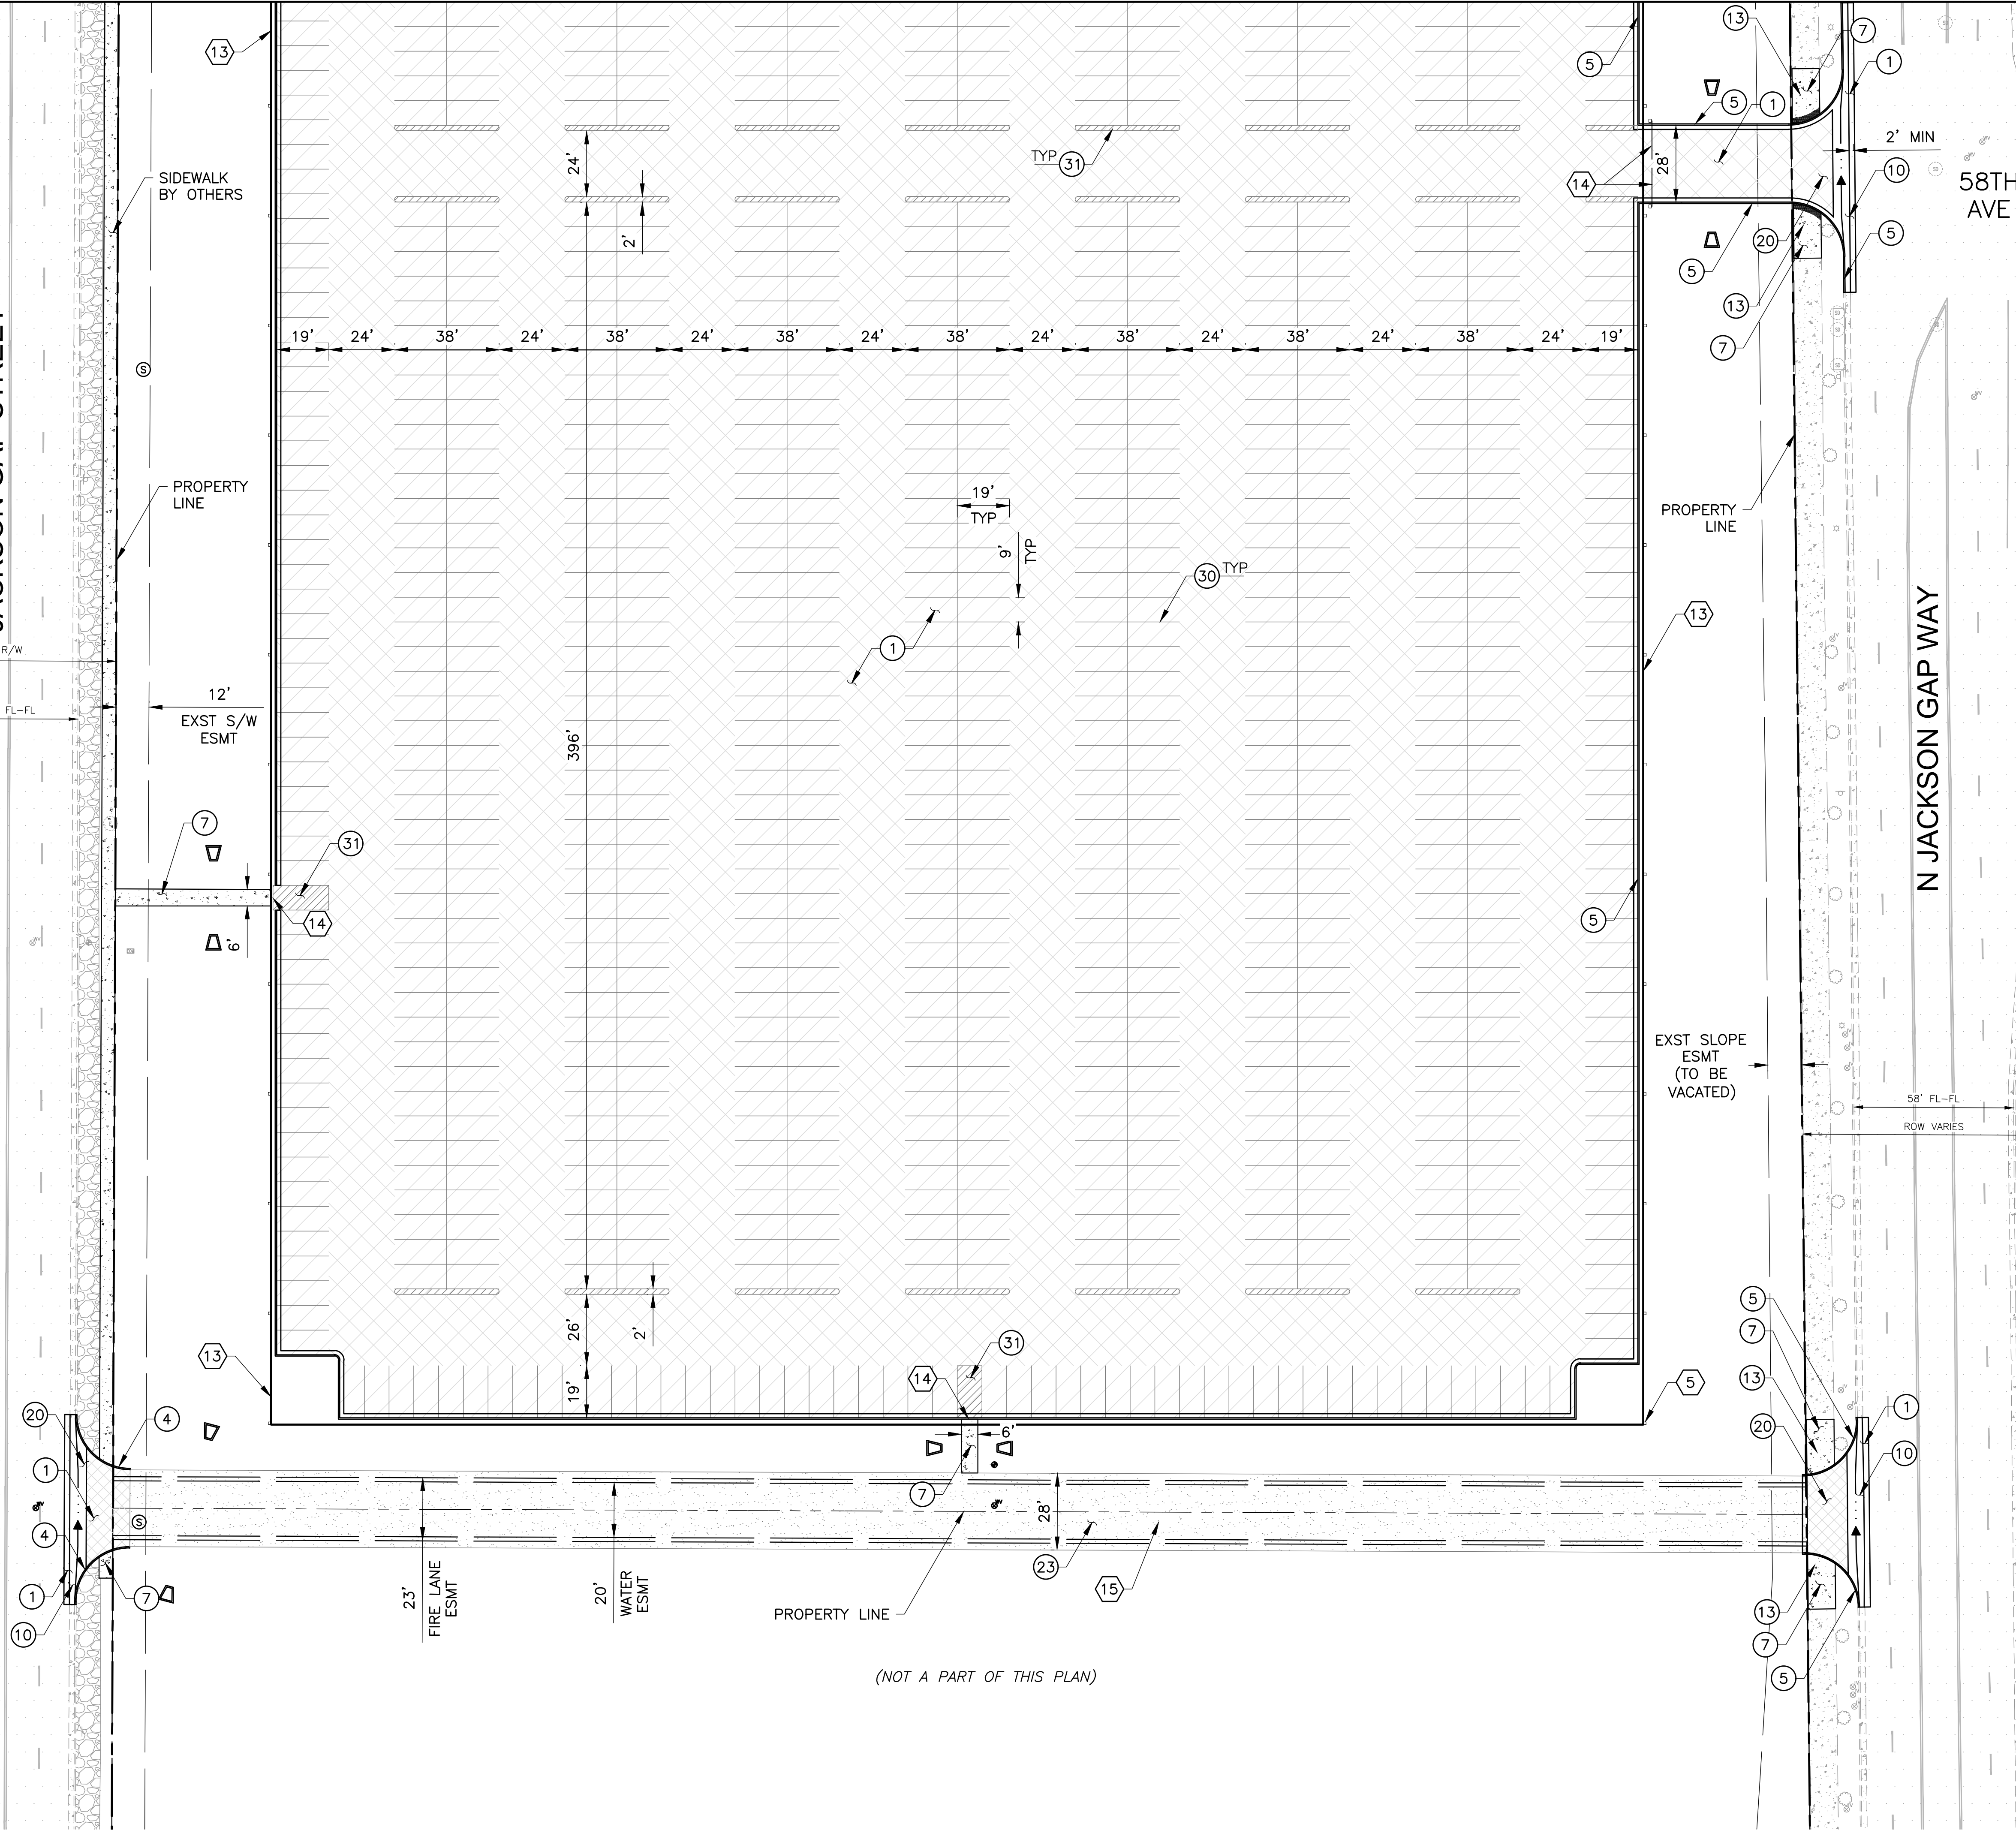 13
5
13
7
1
5
1
TYP 31
24'
2'
28'
14
2' MIN
10
58TH
AVE
20
5
5
13
7
SIDEWALK
BY OTHERS
S
19' 24' 38' 24' 38' 24' 38' 24' 38' 24' 38' 24' 38' 24' 38' 24' 19'
PROPERTY
LINE
19'
TYP
9'
TYP
30 TYP
PROPERTY
LINE
1
13
R/W
FL-FL
12'
EXST S/W
ESMT
396'
N JACKSON GAP WAY
7
31
14
6'
5
EXST SLOPE
ESMT
(TO BE
VACATED)
58' FL-FL
ROW VARIES
26'
2'
19'
13
31
14
5
5
7
13
20
1
10
20
4
1
4
1
10
7
S
6'
7
28'
23
15
23'
FIRE LANE
ESMT
20'
WATER
ESMT
PROPERTY LINE
13
7
5
(NOT A PART OF THIS PLAN)